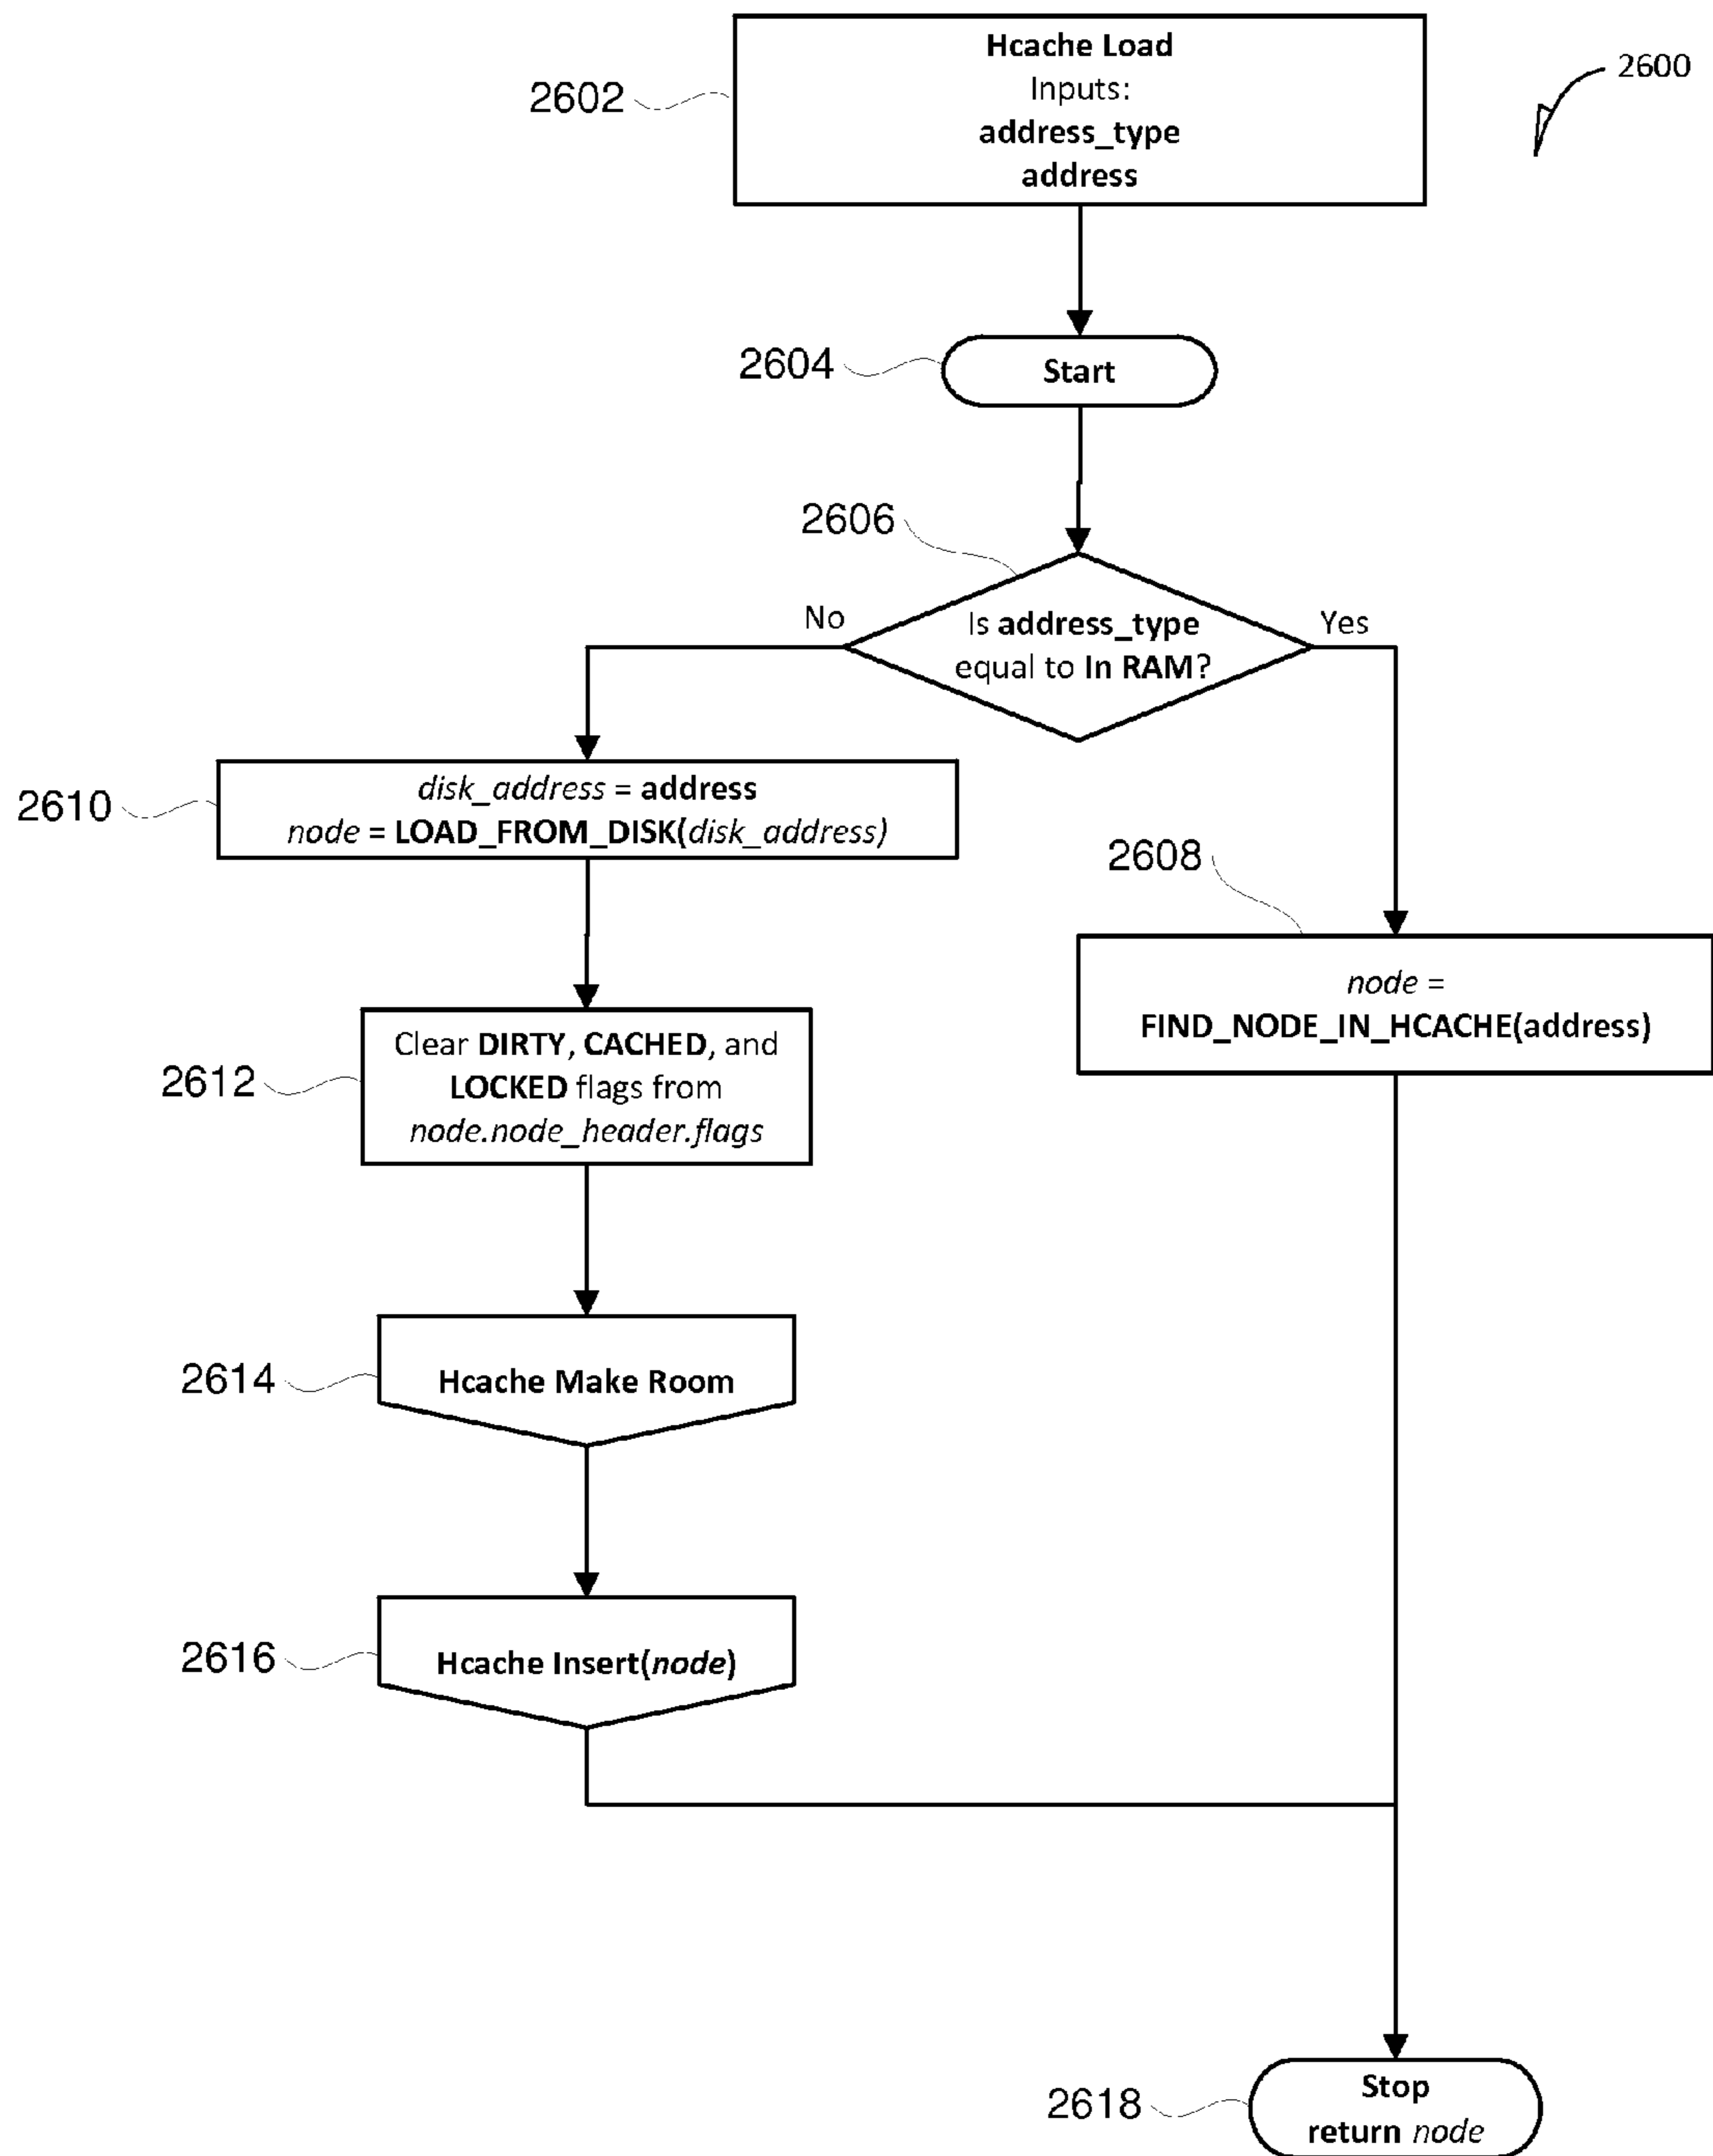 Hcache Load
Inputs:
address_type
address
2602
2600
2604
Start
2606
No
Is address_type
equal to In RAM?
Yes
2610
disk_address = address
node = LOAD_FROM_DISK(disk_address)
2608
node =
FIND_NODE_IN_HCACHE(address)
2612
Clear DIRTY, CACHED, and
LOCKED flags from
node.node_header.flags
2614
Hcache Make Room
2616
Hcache Insert(node)
2618
Stop
return node